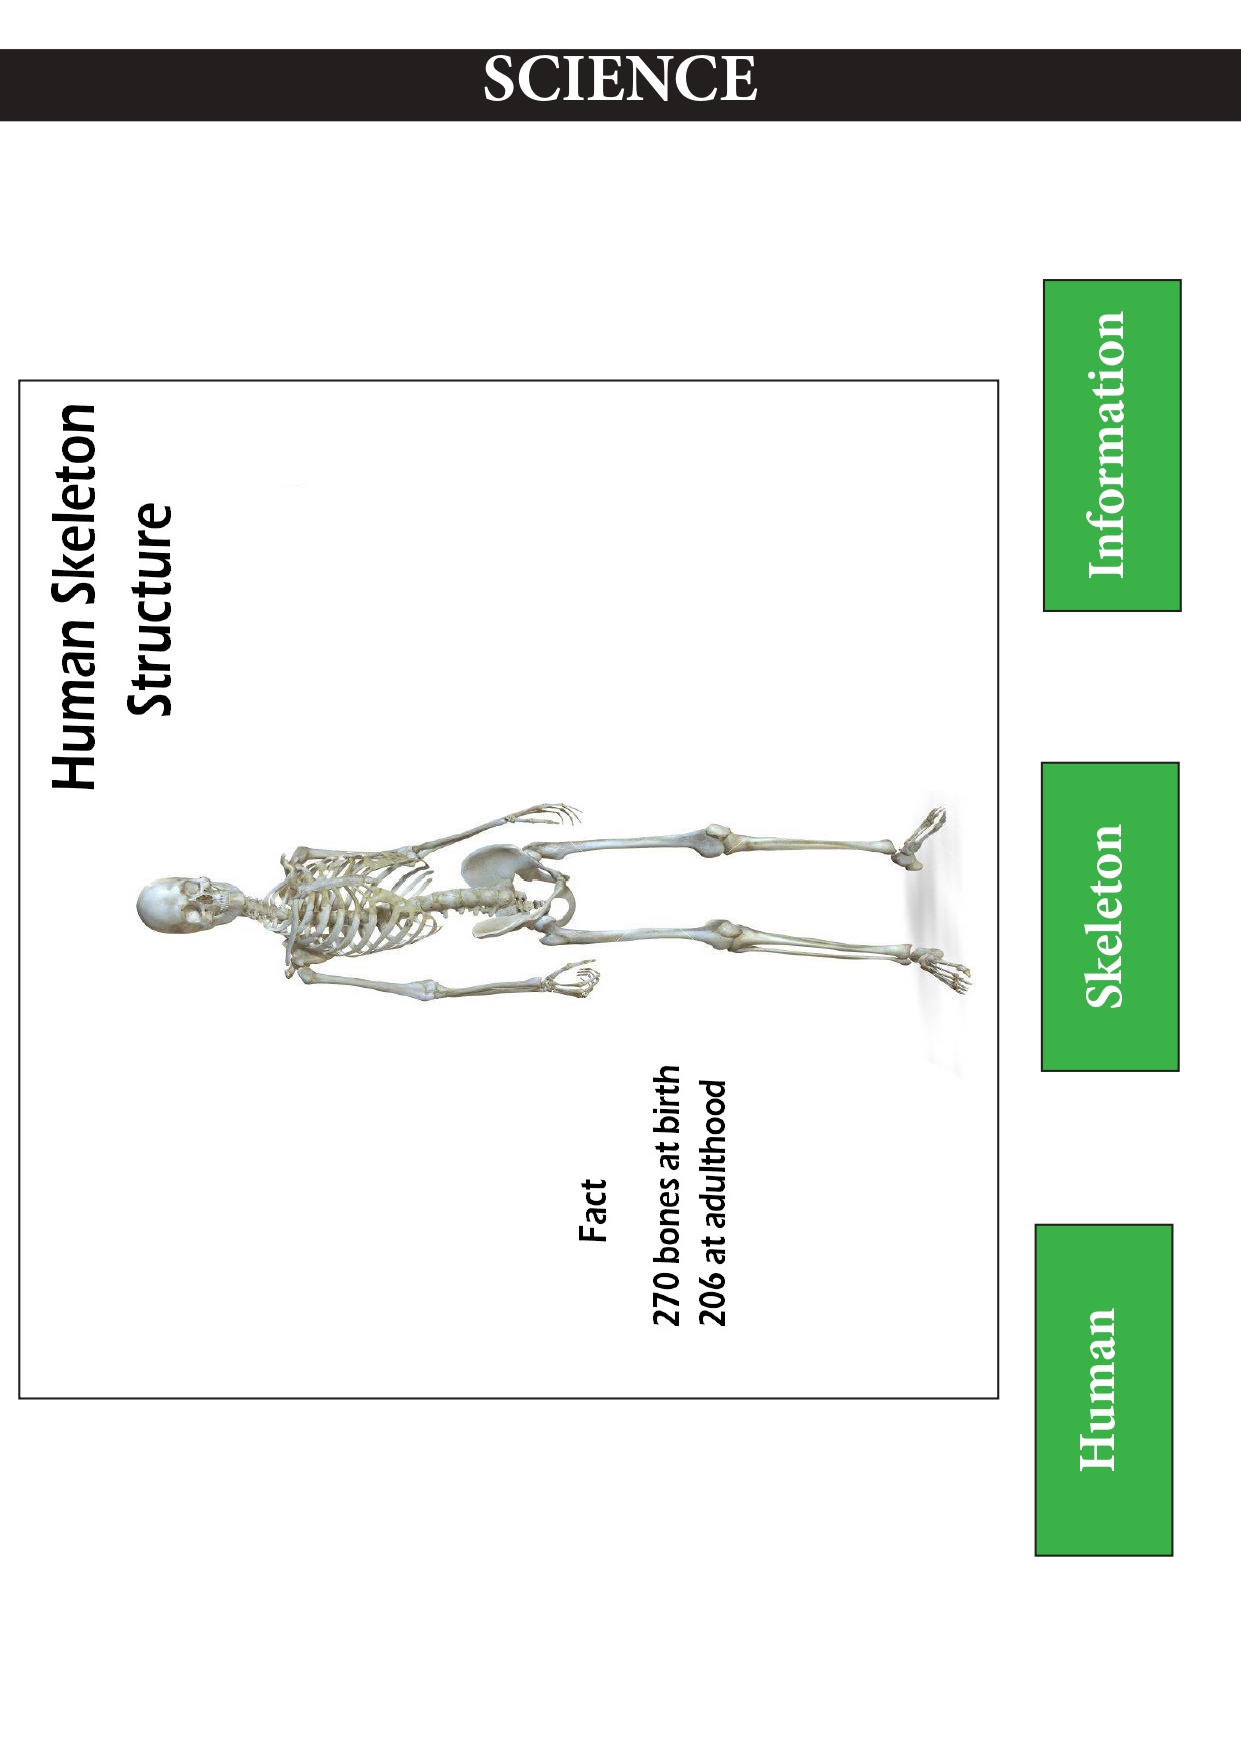 SCIENCE
Human Skeleton
Structure
Fact
270 bones at birth
206 at adulthood
Human
Skeleton
Information